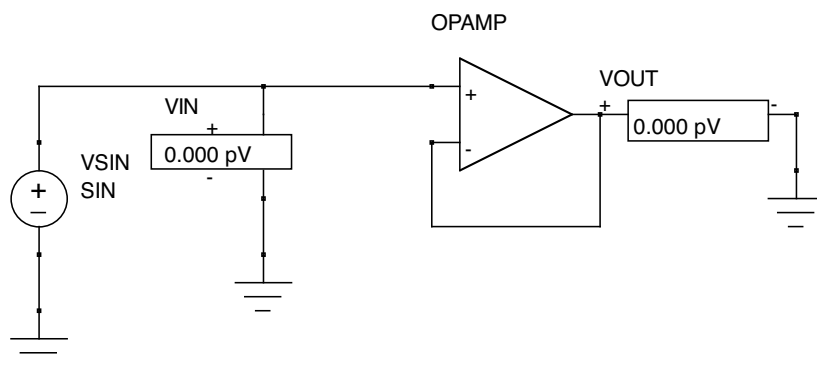 OPAMP
VOUT
VIN
+
+
-
+
0.000 pV
0.000 pV
-
-
VSIN
SIN
+
-